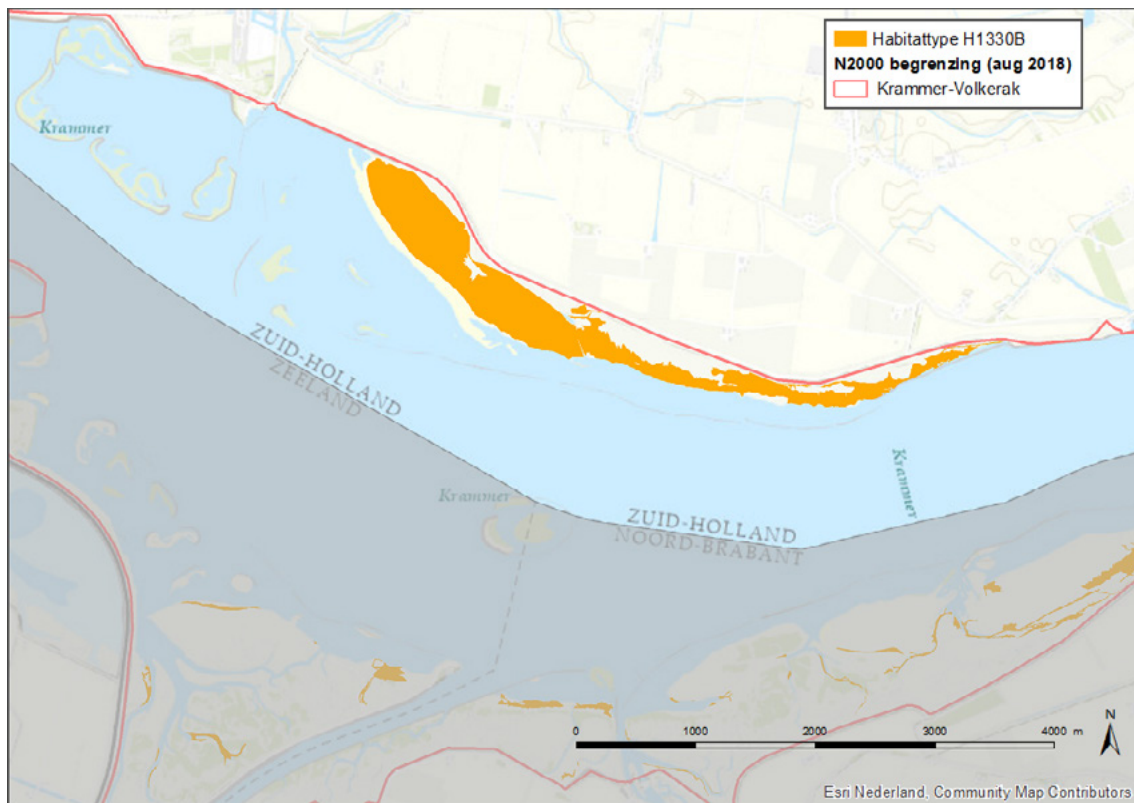 Habitattype H1330B
N2000 begrenzing (aug 2018)
Krammer-Volkerak
Krammer
ZUID-HOLLAND
ZEELAND
Krammer
Krammer
ZUID-HOLLAND
NOORD-BRABANT
0 1000 2000 3000 4000 m
N
Esri Nederland, Community Map Contributors